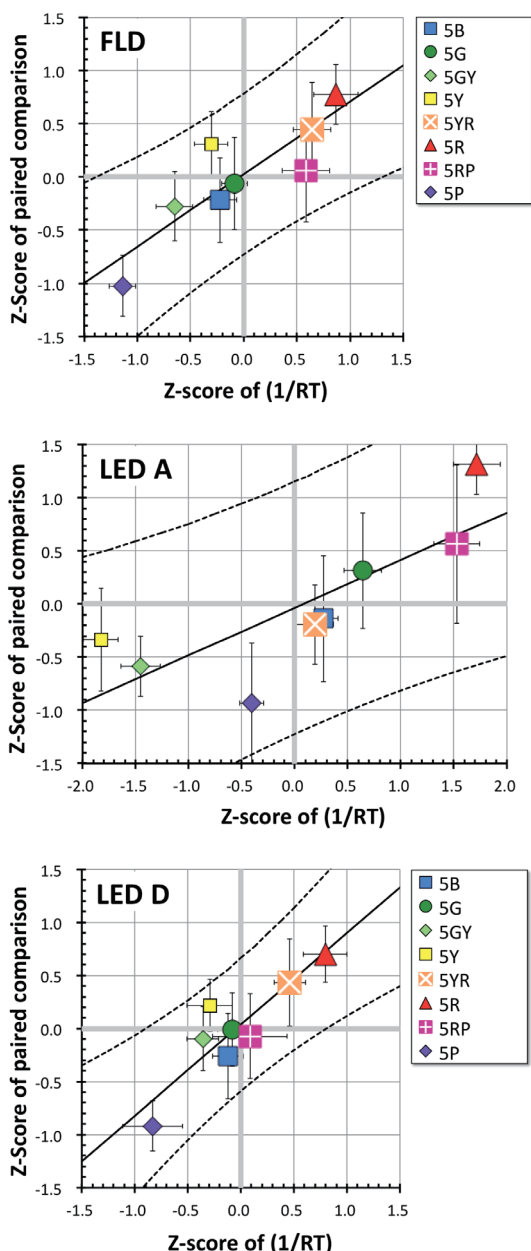 FLD
Z-Score of paired comparison
1.5
1.0
0.5
0.0
-0.5
-1.0
-1.5
-1.5 -1.0 -0.5 0.0 0.5 1.0 1.5
Z-score of (1/RT)
5B
5G
5GY
5Y
5YR
5R
5RP
5P
LED A
Z-Score of paired comparison
1.5
1.0
0.5
0.0
-0.5
-1.0
-1.5
-2.0 -1.5 -1.0 -0.5 0.0 0.5 1.0 1.5 2.0
Z-score of (1/RT)
LED D
Z-Score of paired comparison
1.5
1.0
0.5
0.0
-0.5
-1.0
-1.5
-1.5 -1.0 -0.5 0.0 0.5 1.0 1.5
Z-score of (1/RT)
5B
5G
5GY
5Y
5YR
5R
5RP
5P